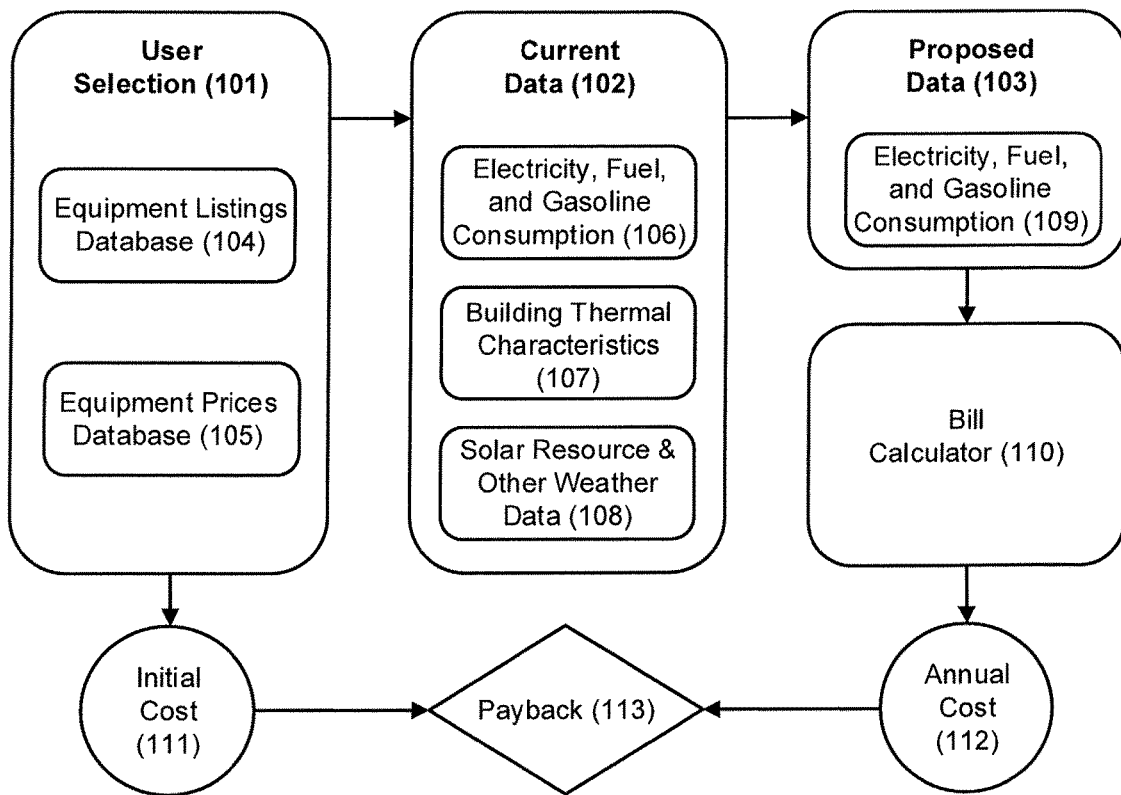 User
Selection (101)
Equipment Listings
Database (104)
Equipment Prices
Database (105)
Current
Data (102)
Electricity, Fuel,
and Gasoline
Consumption (106)
Building Thermal
Characteristics
(107)
Solar Resource &
Other Weather
Data (108)
Proposed
Data (103)
Electricity, Fuel,
and Gasoline
Consumption (109)
Bill
Calculator (110)
Initial
Cost
(111)
Payback (113)
Annual
Cost
(112)